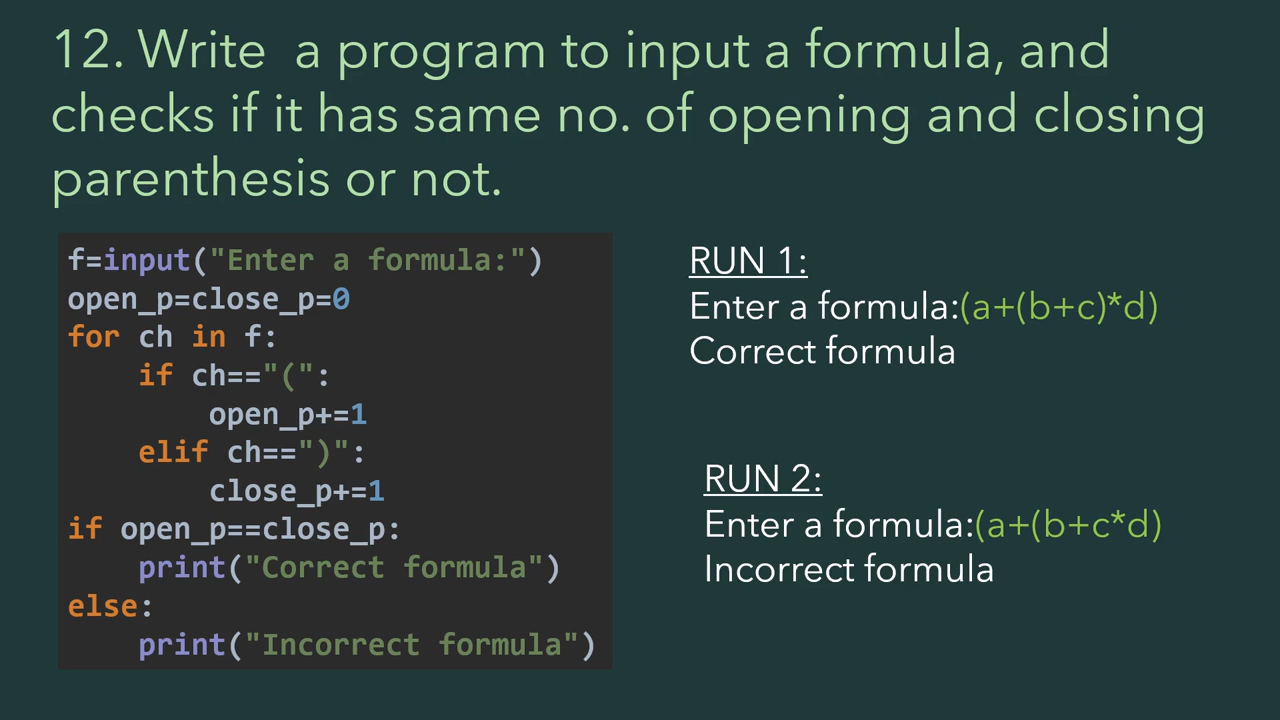 12. Write  a program to input a formula, and
checks if it has same no. of opening and closing
parenthesis or not.
f=input("Enter a formula:")
open_p=close_p=0
for ch in f:
    if ch=="(":
        open_p+=1
    elif ch==")":
        close_p+=1
if open_p==close_p:
    print("Correct formula")
else:
    print("Incorrect formula")
RUN 1:
Enter a formula:(a+(b+c)*d)
Correct formula
RUN 2:
Enter a formula:(a+(b+c*d)
Incorrect formula